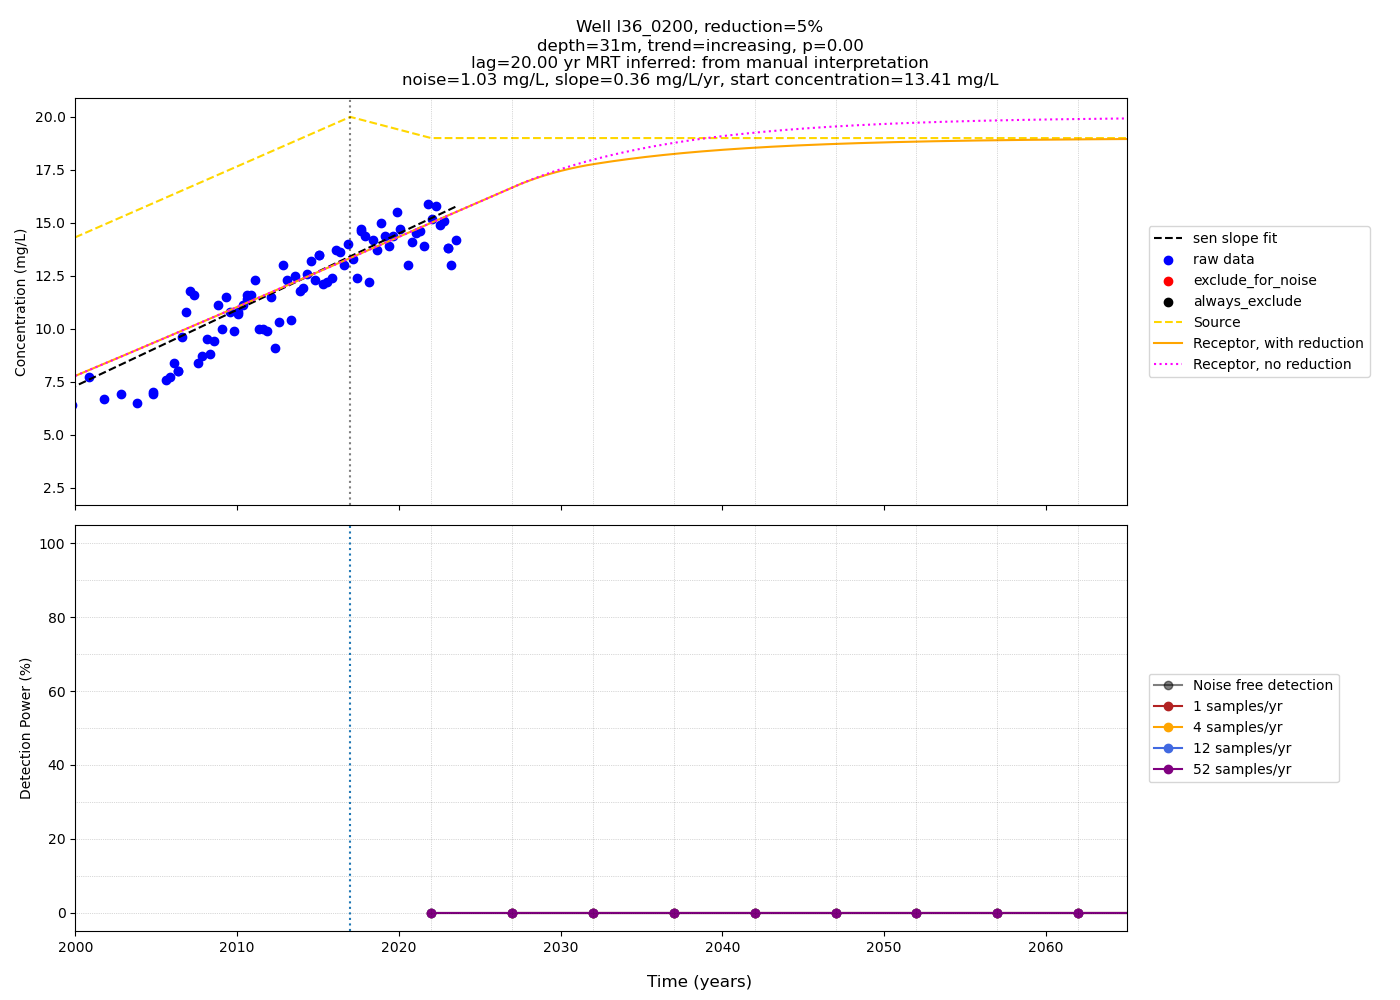 Well l36_0200, reduction=5%
depth=31m, trend=increasing, p=0.00
lag=20.00 yr MRT inferred: from manual interpretation
noise=1.03 mg/L, slope=0.36 mg/L/yr, start concentration=13.41 mg/L
Concentration (mg/L)
20.0
17.5
15.0
12.5
10.0
7.5
5.0
2.5
sen slope fit
raw data
exclude_for_noise
always_exclude
Source
Receptor, with reduction
Receptor, no reduction
Detection Power (%)
100
80
60
40
20
0
Noise free detection
1 samples/yr
4 samples/yr
12 samples/yr
52 samples/yr
2000 2010 2020 2030 2040 2050 2060
Time (years)